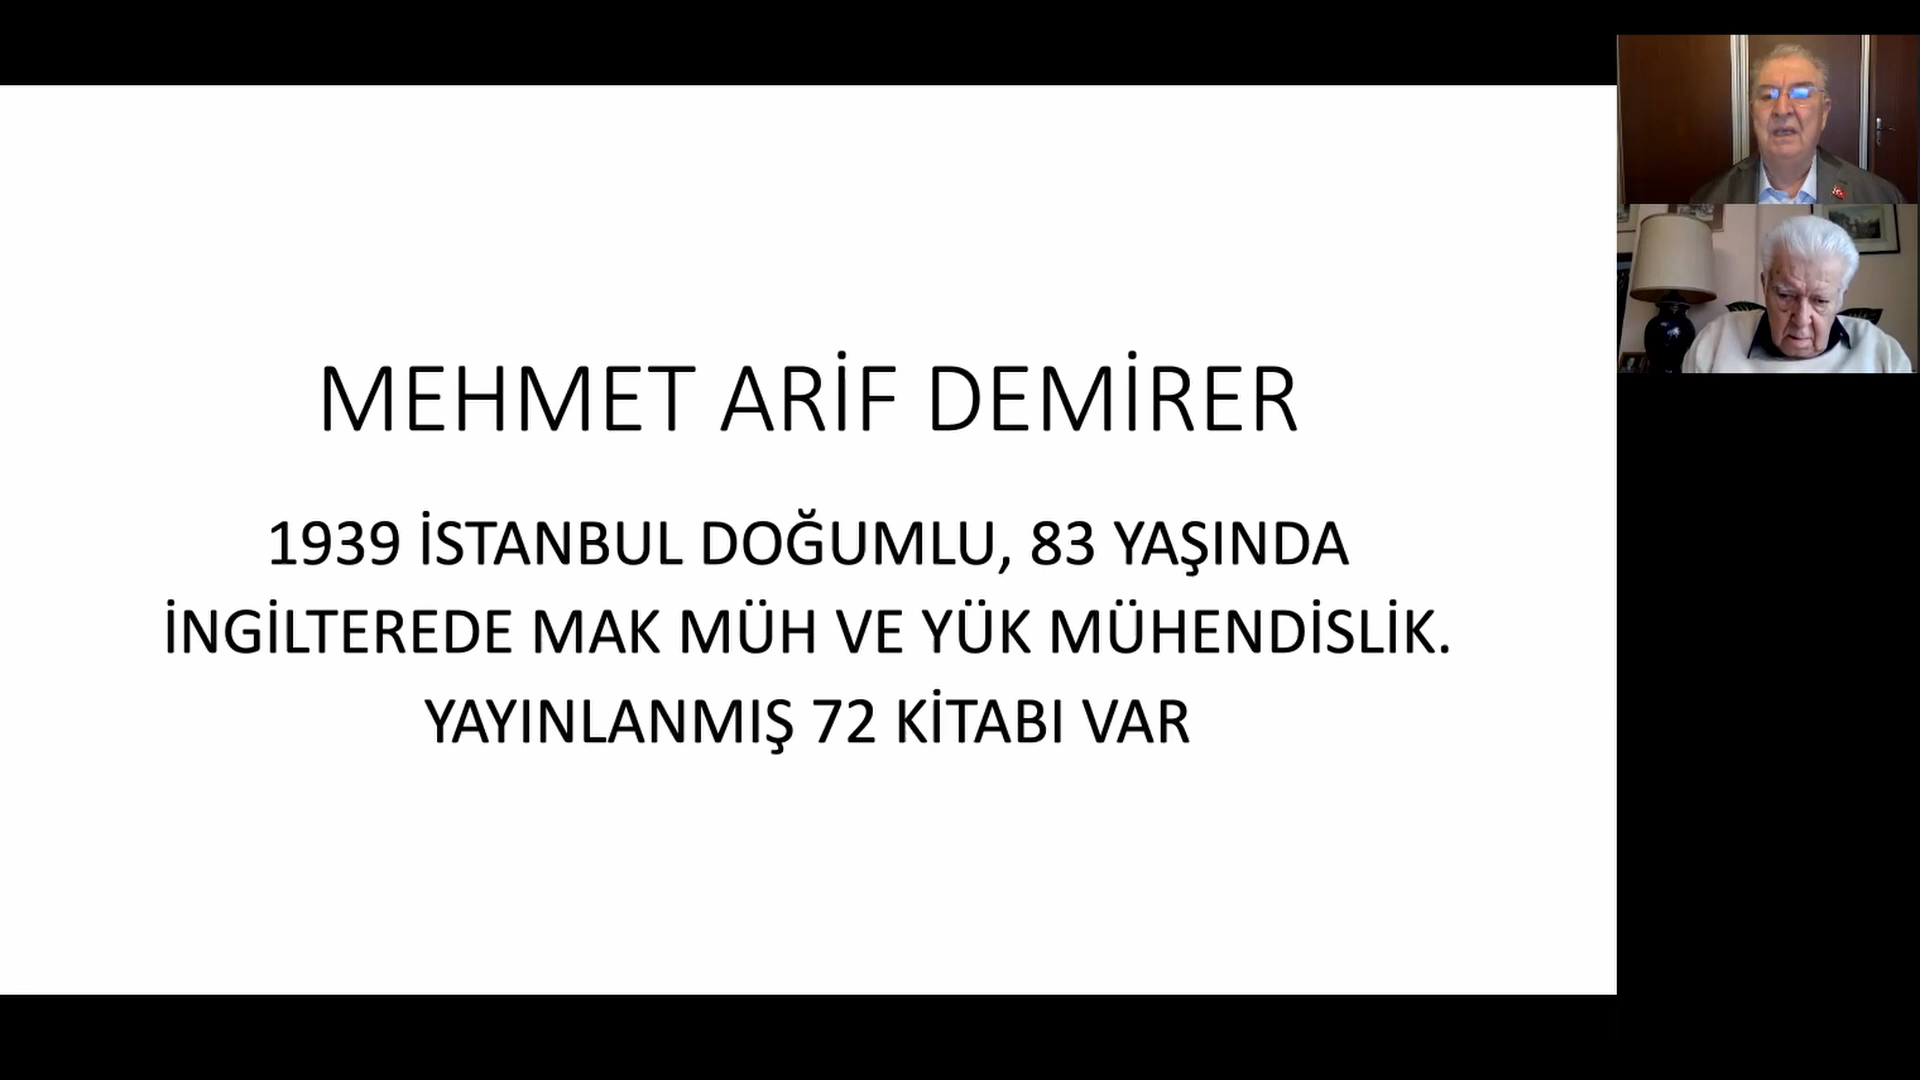 MEHMET ARİF DEMİRER
1939 İSTANBUL DOĞUMLU, 83 YAŞINDA
İNGİLTEREDE MAK MÜH VE YÜK MÜHENDİSLİK.
YAYINLANMIŞ 72 KİTABI VAR